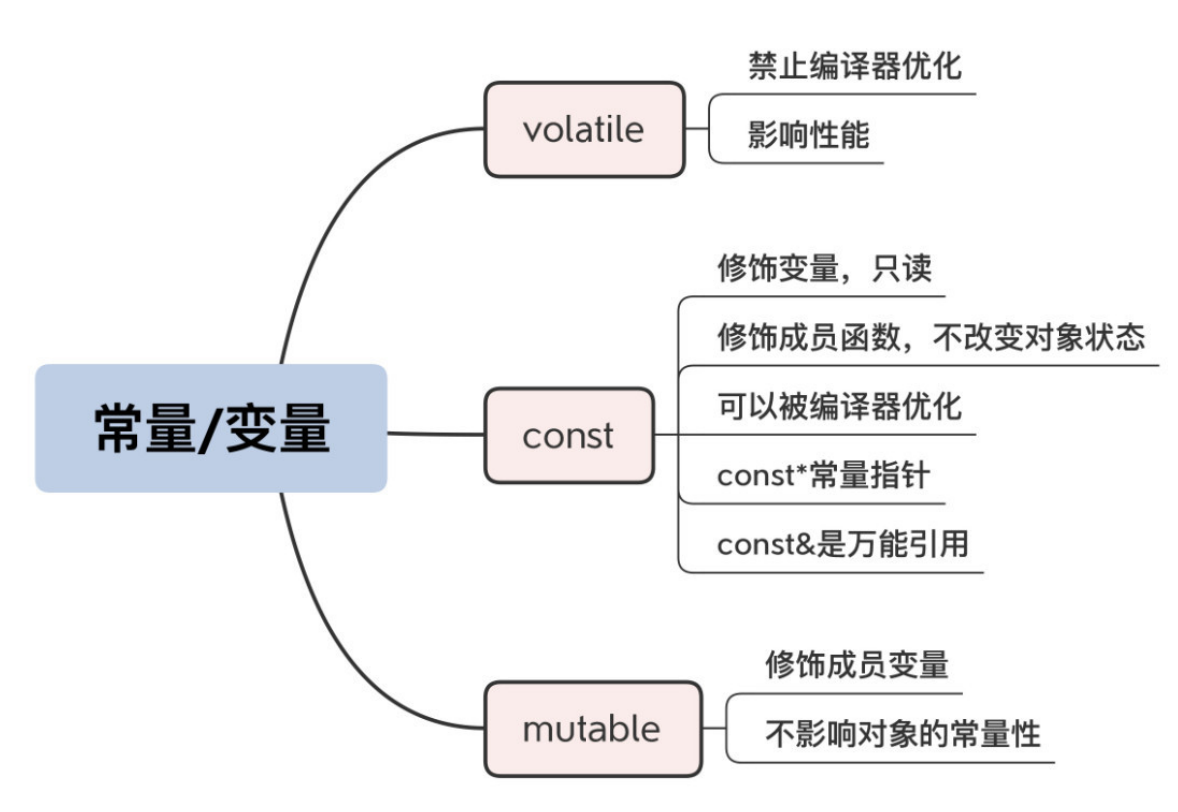 常量/变量
volatile
禁止编译器优化
影响性能
const
修饰变量，只读
修饰成员函数，不改变对象状态
可以被编译器优化
const*常量指针
const&是万能引用
mutable
修饰成员变量
不影响对象的常量性